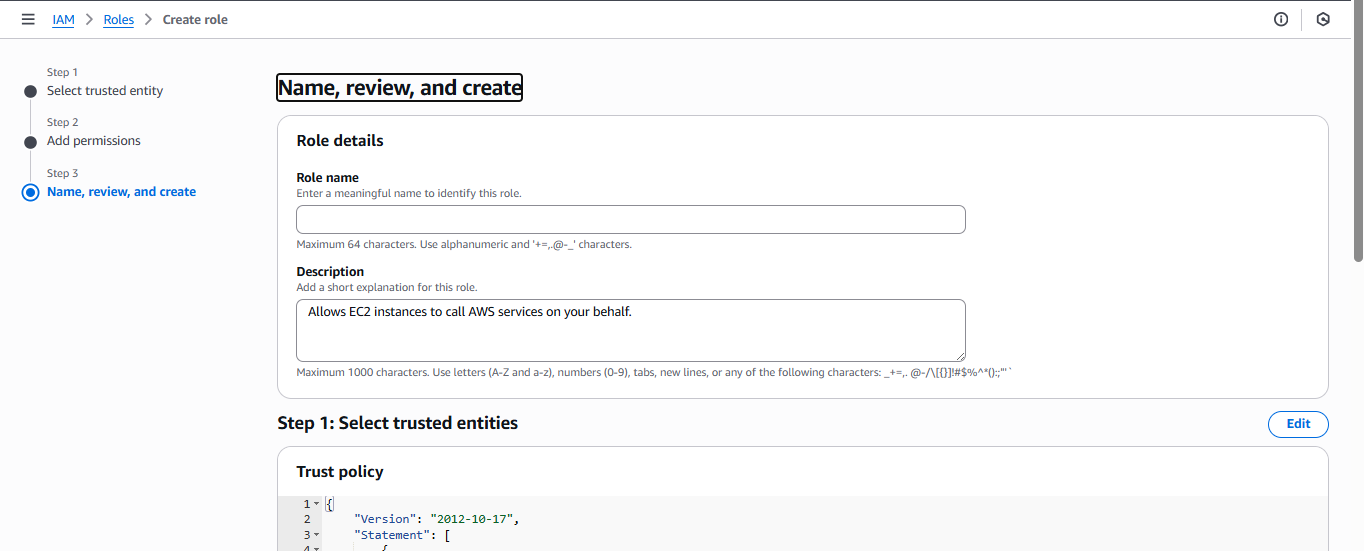 IAM > Roles > Create role
Step 1
Select trusted entity
Step 2
Add permissions
Step 3
Name, review, and create
Name, review, and create
Role details
Role name
Enter a meaningful name to identify this role.
Maximum 64 characters. Use alphanumeric and '+=,.@-_' characters.
Description
Add a short explanation for this role.
Allows EC2 instances to call AWS services on your behalf.
Maximum 1000 characters. Use letters (A-Z and a-z), numbers (0-9), tabs, new lines, or any of the following characters: _+=,. @-/\[{}]!#$%^*();:"'`
Step 1: Select trusted entities
Edit
Trust policy
1 {
2 "Version": "2012-10-17",
3 "Statement": [
4 {